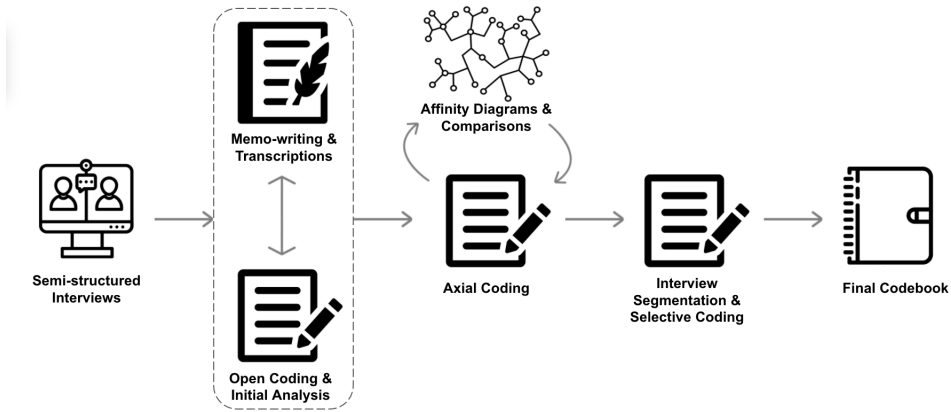 Semi-structured
Interviews
Memo-writing &
Transcriptions
Open Coding &
Initial Analysis
Affinity Diagrams &
Comparisons
Axial Coding
Interview
Segmentation &
Selective Coding
Final Codebook